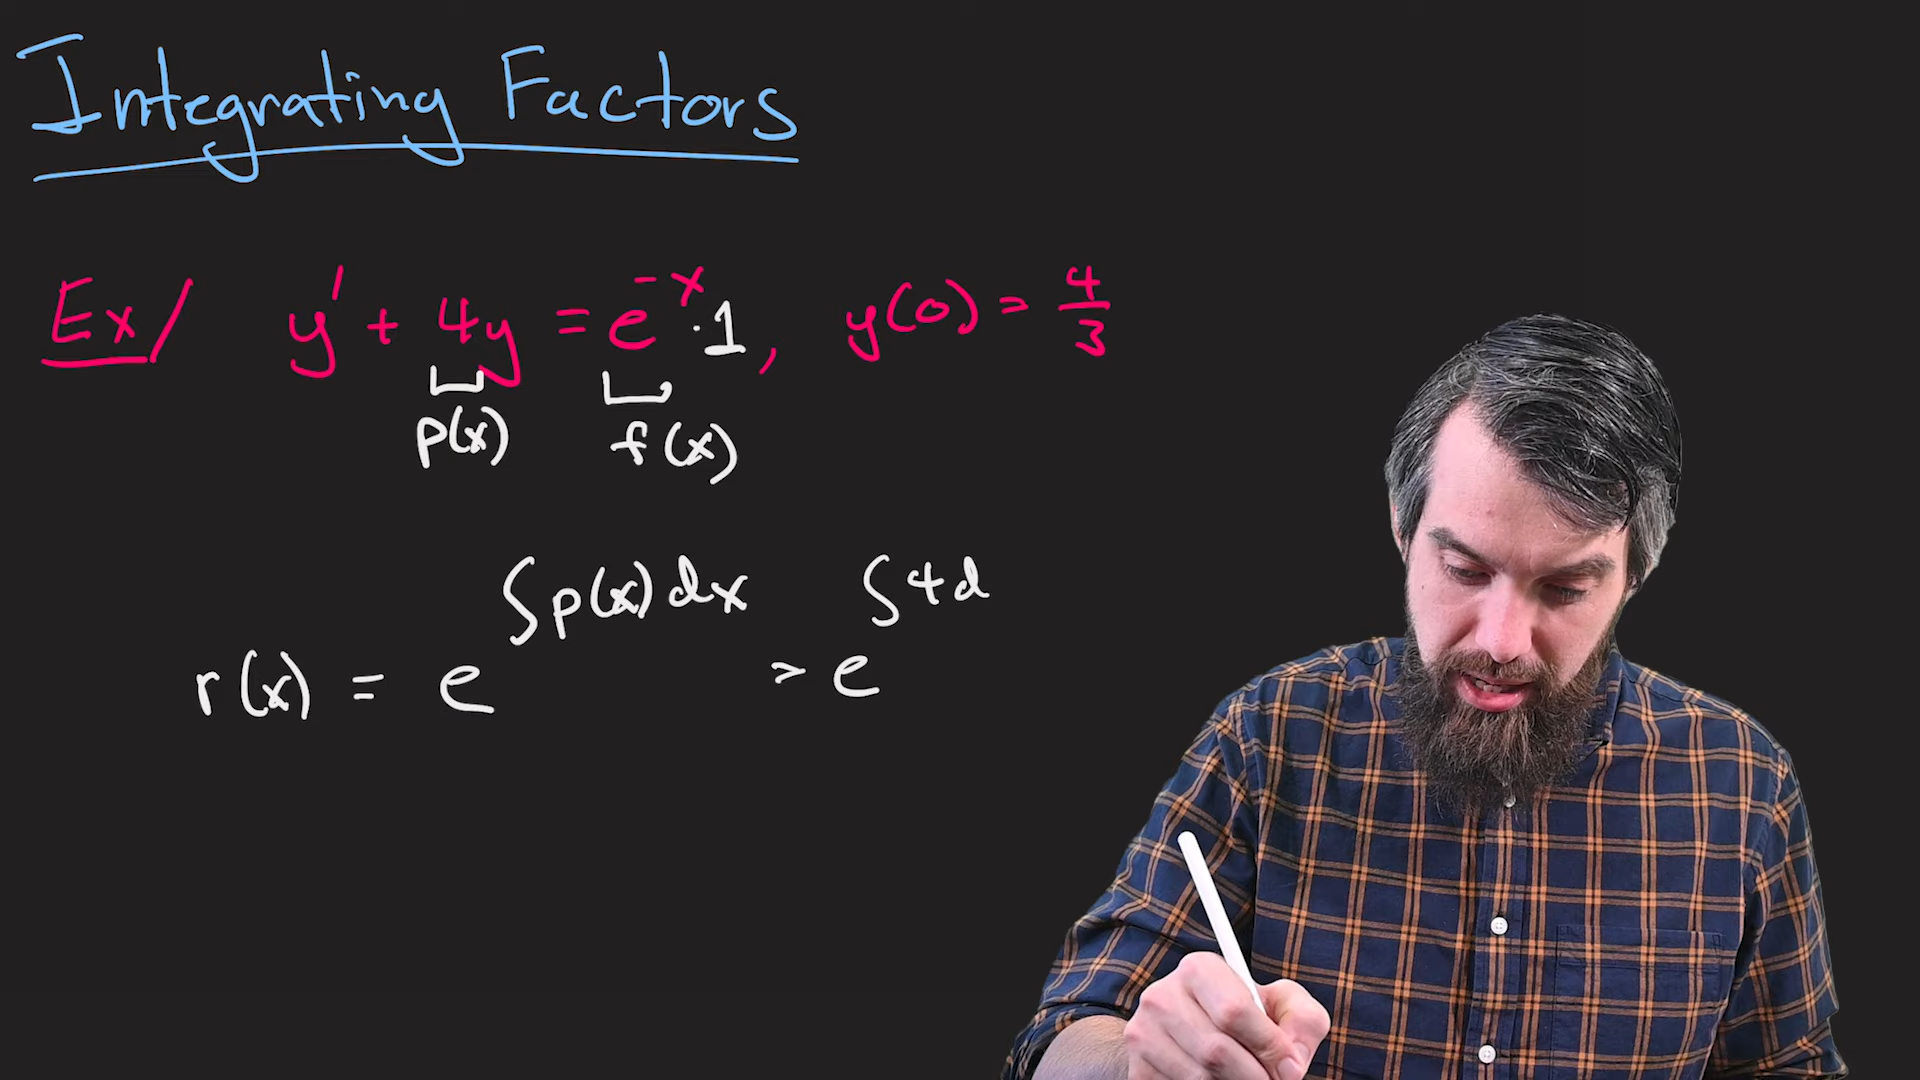 Integrating Factors
Ex/ y' + 4y = e^{-x} · 1, y(0) = 4/3
p(x) f(x)
r(x) = e^{∫p(x)dx} = e^{∫4d